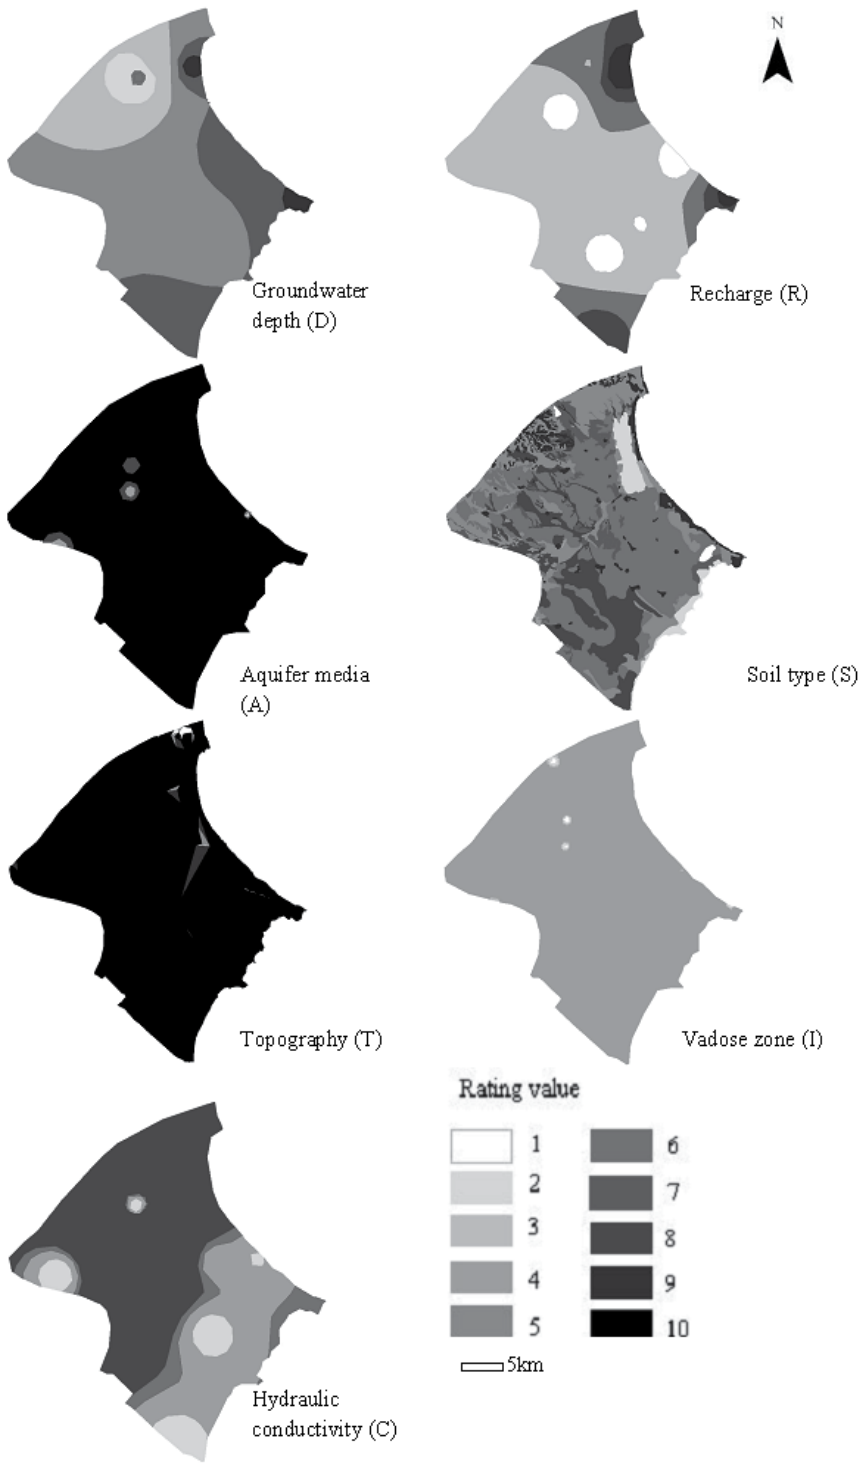 N
Groundwater
depth (D)
Recharge (R)
Aquifer media
(A)
Soil type (S)
Topography (T)
Vadose zone (I)
Rating value
1
6
2
7
3
8
4
9
5
10
5km
Hydraulic
conductivity (C)